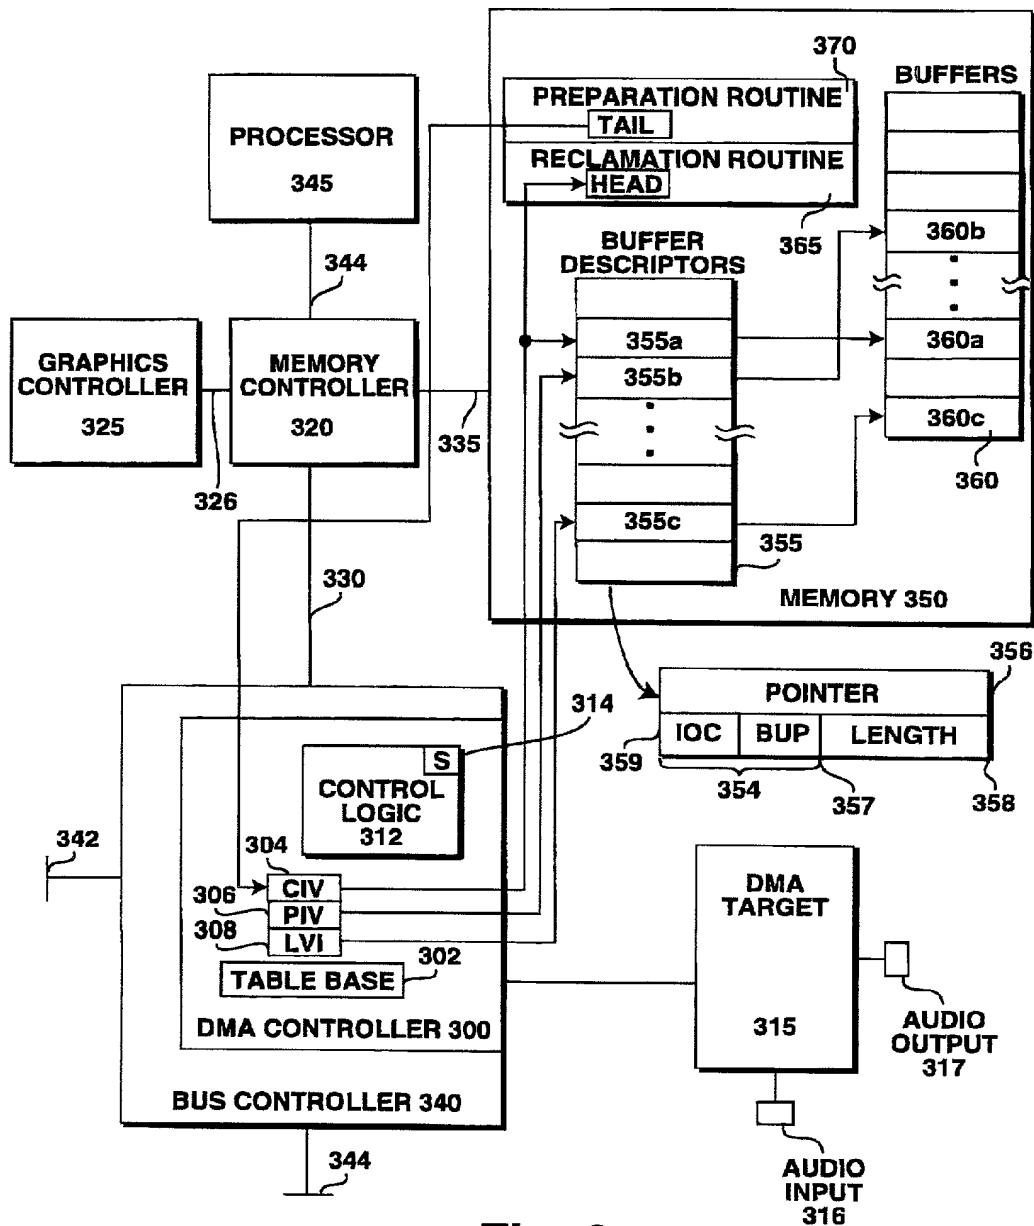 370
PREPARATION ROUTINE
TAIL
RECLAMATION ROUTINE
HEAD
365
BUFFERS
360b
360a
360c
360
PROCESSOR
345
344
GRAPHICS
CONTROLLER
325
326
MEMORY
CONTROLLER
320
335
BUFFER
DESCRIPTORS
355a
355b
355c
355
MEMORY 350
330
356
POINTER
IOC
BUP
LENGTH
359
354
357
358
314
S
CONTROL
LOGIC
312
342
304
CIV
306
PIV
308
LVI
302
TABLE BASE
DMA CONTROLLER 300
BUS CONTROLLER 340
344
DMA
TARGET
315
AUDIO
OUTPUT
317
AUDIO
INPUT
316